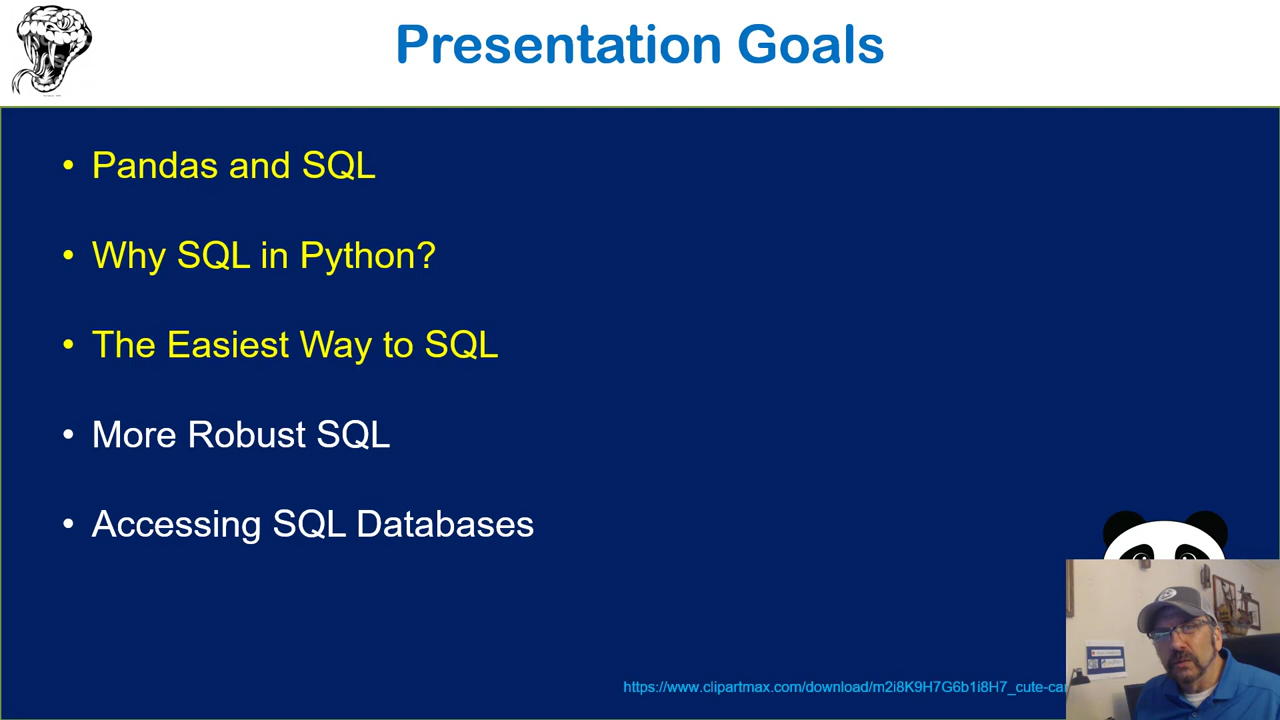 Presentation Goals
• Pandas and SQL
• Why SQL in Python?
• The Easiest Way to SQL
• More Robust SQL
• Accessing SQL Databases
https://www.clipartmax.com/download/m2i8K9H7G6b1i8H7_cute-car